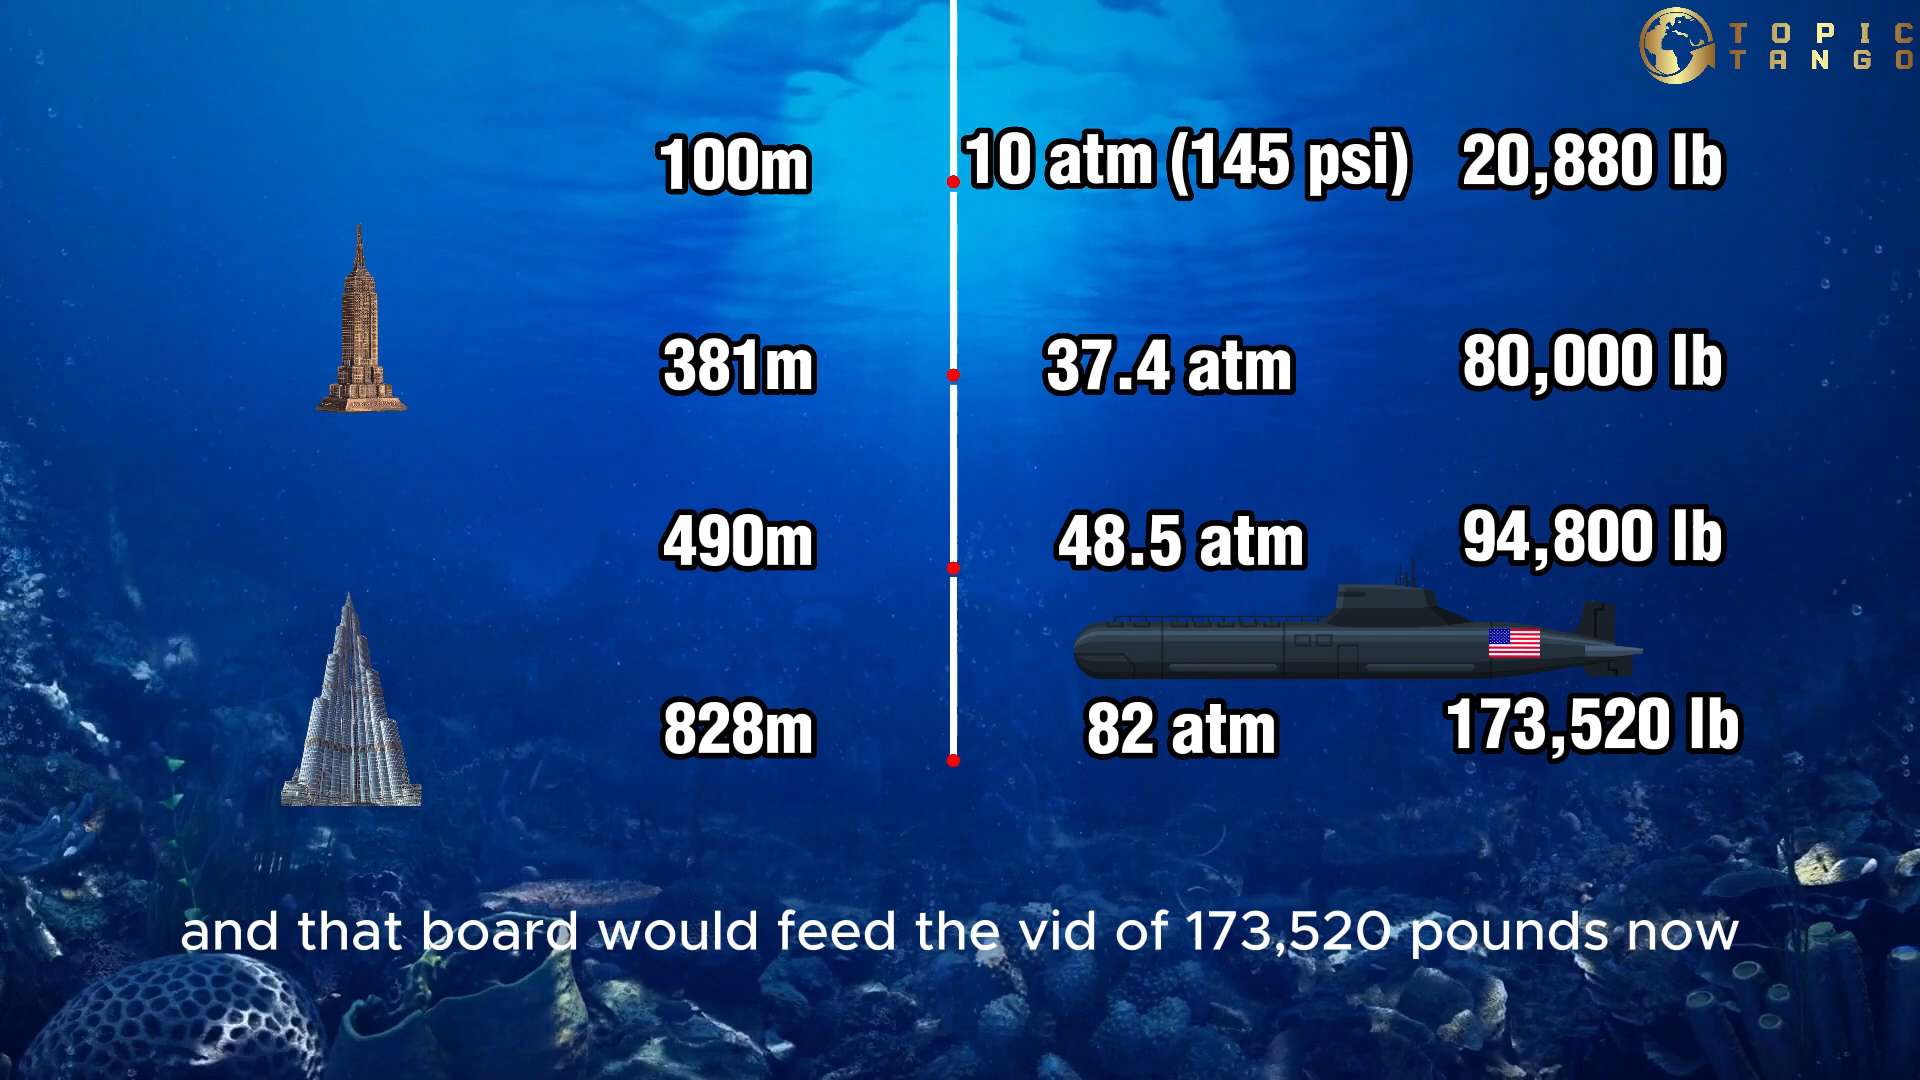 TOPIC
TANGO
100m 10 atm (145 psi) 20,880 lb
381m 37.4 atm 80,000 lb
490m 48.5 atm 94,800 lb
828m 82 atm 173,520 lb
and that board would feed the vid of 173,520 pounds now